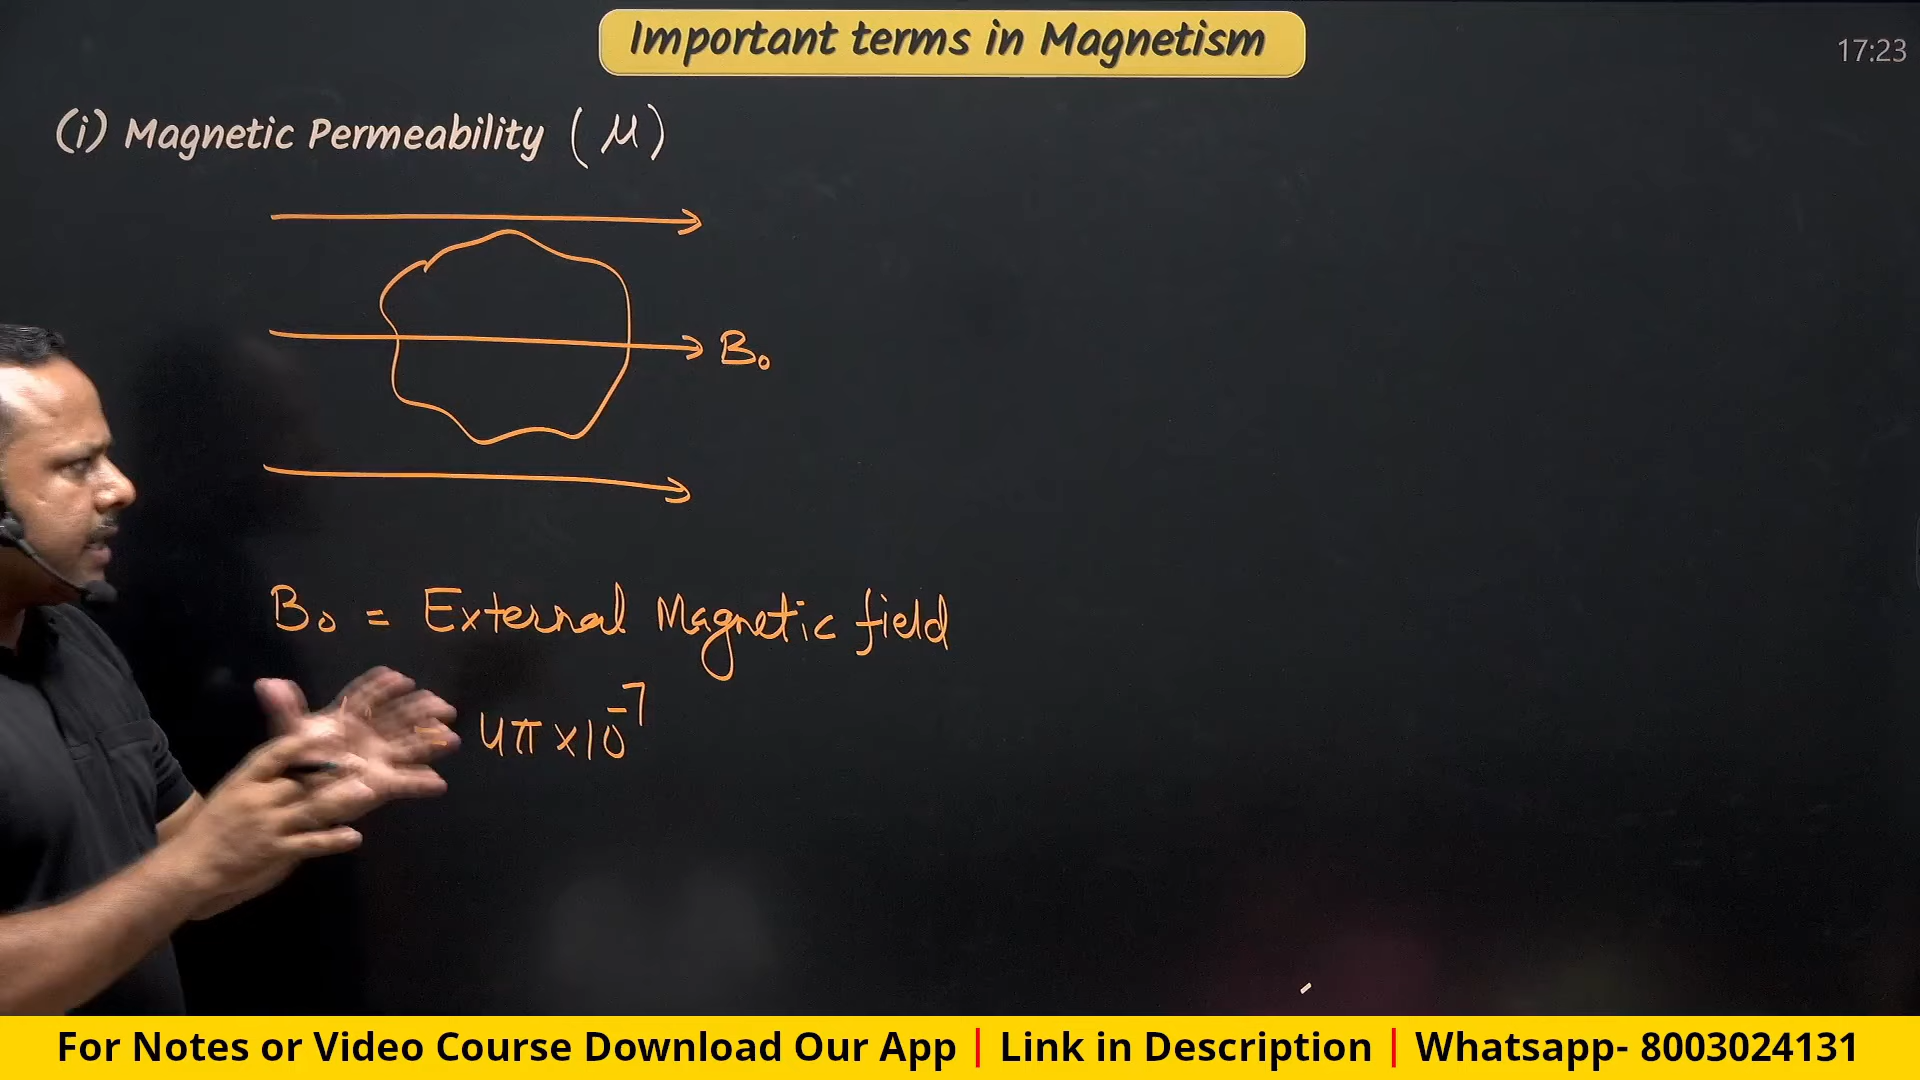 Important terms in Magnetism
17:23
(i) Magnetic Permeability (μ)
B₀
B₀ = External Magnetic field
= 4π×10⁻⁷
For Notes or Video Course Download Our App | Link in Description | Whatsapp- 8003024131